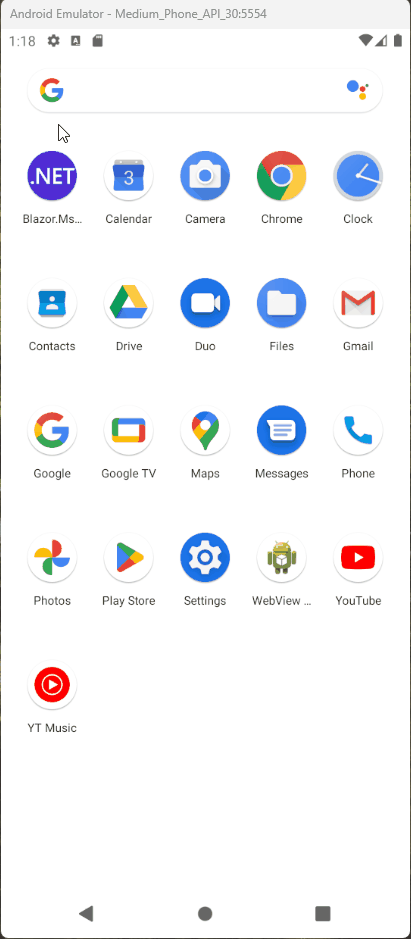 Android Emulator - Medium_Phone_API_30:5554
1:18
.NET
Blazor.Ms...
3
Calendar
Camera
Chrome
Clock
Contacts
Drive
Duo
Files
Gmail
Google
Google TV
Maps
Messages
Phone
Photos
Play Store
Settings
WebView ...
YouTube
YT Music